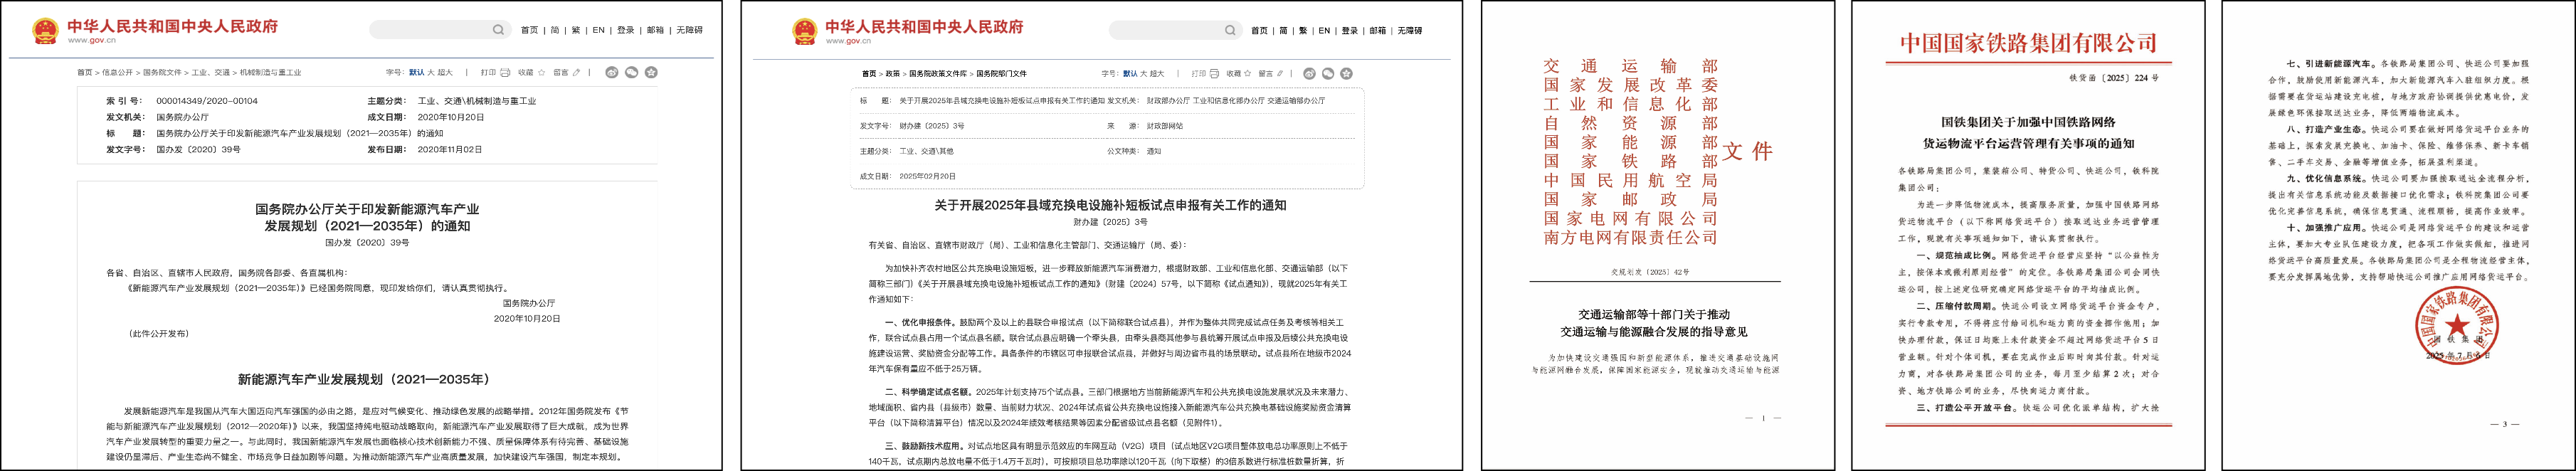 中华人民共和国中央人民政府
www.gov.cn
首页 | 简 | 繁 | EN | 登录 | 邮箱 | 无障碍
首页 > 信息公开 > 国务院文件 > 工业、交通 > 机械制造与重工业
字号：默认 大 超大 | 打印 收藏 留言 |
索 引 号： 000014349/2020-00104 主题分类： 工业、交通\机械制造与重工业
发文机关： 国务院办公厅 成文日期： 2020年10月20日
标 题： 国务院办公厅关于印发新能源汽车产业发展规划（2021—2035年）的通知
发文字号： 国办发〔2020〕39号 发布日期： 2020年11月02日
国务院办公厅关于印发新能源汽车产业
发展规划（2021—2035年）的通知
国办发〔2020〕39号
各省、自治区、直辖市人民政府，国务院各部委、各直属机构：
《新能源汽车产业发展规划（2021—2035年）》已经国务院同意，现印发给你们，请认真贯彻执行。
国务院办公厅
2020年10月20日
（此件公开发布）
新能源汽车产业发展规划（2021—2035年）
发展新能源汽车是我国从汽车大国迈向汽车强国的必由之路，是应对气候变化、推动绿色发展的战略举措。2012年国务院发布《节
能与新能源汽车产业发展规划（2012—2020年）》以来，我国坚持纯电驱动战略取向，新能源汽车产业发展取得了巨大成就，成为世界
汽车产业发展转型的重要力量之一。与此同时，我国新能源汽车发展也面临核心技术创新能力不强、质量保障体系有待完善、基础设施
建设仍显滞后、产业生态尚不健全、市场竞争日益加剧等问题。为推动新能源汽车产业高质量发展，加快建设汽车强国，制定本规划。
中华人民共和国中央人民政府
www.gov.cn
首页 | 简 | 繁 | EN | 登录 | 邮箱 | 无障碍
首页 > 政策 > 国务院政策文件库 > 国务院部门文件
字号：默认 大 超大 | 打印 收藏 留言 |
标 题： 关于开展2025年县域充换电设施补短板试点申报有关工作的通知 发文机关： 财政部办公厅 工业和信息化部办公厅 交通运输部办公厅
发文字号： 财办建〔2025〕3号 来 源： 财政部网站
主题分类： 工业、交通\其他 公文种类： 通知
成文日期： 2025年02月20日
关于开展2025年县域充换电设施补短板试点申报有关工作的通知
财办建〔2025〕3号
有关省、自治区、直辖市财政厅（局）、工业和信息化主管部门、交通运输厅（局、委）：
为加快补齐农村地区公共充换电设施短板，进一步释放新能源汽车消费潜力，根据财政部、工业和信息化部、交通运输部（以下
简称三部门）《关于开展县域充换电设施补短板试点工作的通知》（财建〔2024〕57号，以下简称《试点通知》），现就2025年有关工
作通知如下：
一、优化申报条件。鼓励两个及以上的县联合申报试点（以下简称联合试点县），并作为整体共同完成试点任务及考核等相关工
作，联合试点县占用一个试点县名额。联合试点县应明确一个牵头县，由牵头县商其他参与县统筹开展试点申报及后续公共充换电设
施建设运营、奖励资金分配等工作。具备条件的市辖区可申报联合试点县，并做好与周边省市县的场景联动。试点县所在地级市2024
年汽车保有量应不低于25万辆。
二、科学确定试点名额。2025年计划支持75个试点县。三部门根据地方当前新能源汽车和公共充换电设施发展状况及未来潜力、
地域面积、省内县（县级市）数量、当前财力状况、2024年试点省公共充换电设施接入新能源汽车公共充换电基础设施奖励资金清算
平台（以下简称清算平台）情况以及2024年绩效考核结果等因素分配省级试点县名额（见附件1）。
三、鼓励新技术应用。对试点地区具有明显示范效应的车网互动（V2G）项目（试点地区V2G项目整体放电总功率原则上不低于
140千瓦，试点期内总放电量不低于1.4万千瓦时），可按照项目总功率除以120千瓦（向下取整）的3倍系数进行标准桩数量折算，折
交通运输部
国家发展改革委
工业和信息化部
自然资源部
国家能源局
国家铁路局
中国民用航空局
国家邮政局
国家电网有限公司
南方电网有限责任公司
文件
交规划发〔2025〕42号
交通运输部等十部门关于推动
交通运输与能源融合发展的指导意见
为加快建设交通强国和新型能源体系，推进交通基础设施网
与能源网融合发展，保障国家能源安全，现就推动交通运输与能源
— 1 —
中国国家铁路集团有限公司
铁货函〔2025〕224 号
国铁集团关于加强中国铁路网络
货运物流平台运营管理有关事项的通知
各铁路局集团公司，集装箱公司、特货公司、快运公司，铁科院
集团公司：
为进一步降低物流成本，提高服务质量，加强中国铁路网络
货运物流平台（以下称网络货运平台）接取送达业务运营管理
工作，现就有关事项通知如下，请认真贯彻执行。
一、规范抽成比例。网络货运平台经营应坚持“以公益性为
主，按保本或微利原则经营”的定位。各铁路局集团公司会同快
运公司，按上述定位研究确定网络货运平台的平均抽成比例。
二、压缩付款周期。快运公司设立网络货运平台资金专户，
实行专款专用，不得将应付给司机和运力商的资金挪作他用；加
快办理付款，保证日均账上未付款资金不超过网络货运平台 5 日
营业额。针对个体司机，要在完成作业后即时向其付款。针对运
力商，对各铁路局集团公司的业务，每月至少结算 2 次；对合
资、地方铁路公司的业务，尽快向运力商付款。
三、打造公平开放平台。快运公司优化派单结构，扩大抢
七、引进新能源汽车。各铁路局集团公司、快运公司要加强
合作，鼓励使用新能源汽车，加大新能源汽车入驻组织力度。根
据需要在货运站建设充电桩，与地方政府协调提供优惠电价，发
展绿色环保接取送达业务，降低两端物流成本。
八、打造产业生态。快运公司要在做好网络货运平台业务的
基础上，探索发展充换电、加油卡、保险、维修保养、新卡车销
售、二手车交易、金融等增值业务，拓展盈利渠道。
九、优化信息系统。快运公司要加强接取送达全流程分析，
提出有关信息系统功能及数据接口优化需求；铁科院集团公司要
优化完善信息系统，确保信息贯通、流程顺畅，提高作业效率。
十、加强推广应用。快运公司是网络货运平台的建设和运营
主体，要加大专业队伍建设力度，把各项工作做实做细，推进网
络货运平台高质量发展。各铁路局集团公司是全程物流经营主体，
要充分发挥属地优势，支持帮助快运公司推广应用网络货运平台。
中国国家铁路集团有限公司
国 铁 集 团
2025 年 7 月
— 3 —